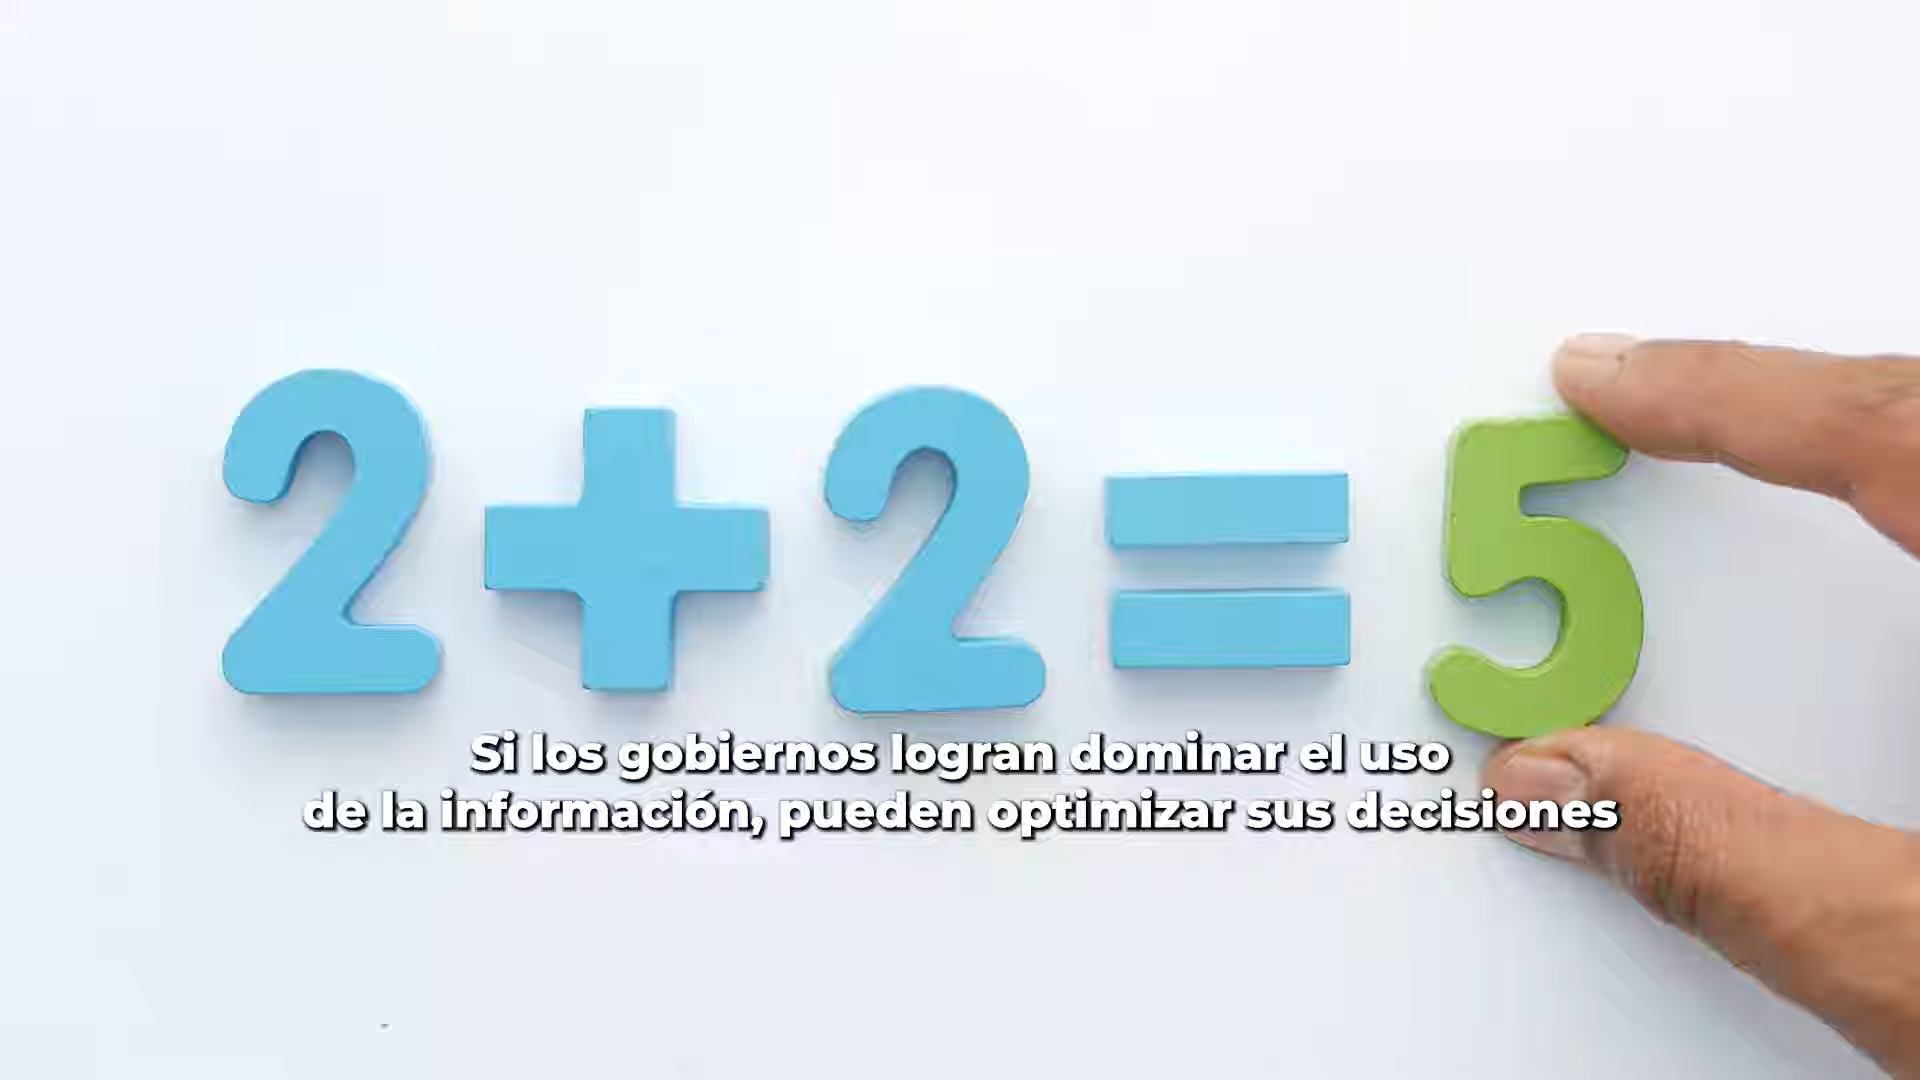 2+2=5
Si los gobiernos logran dominar el uso
de la información, pueden optimizar sus decisiones